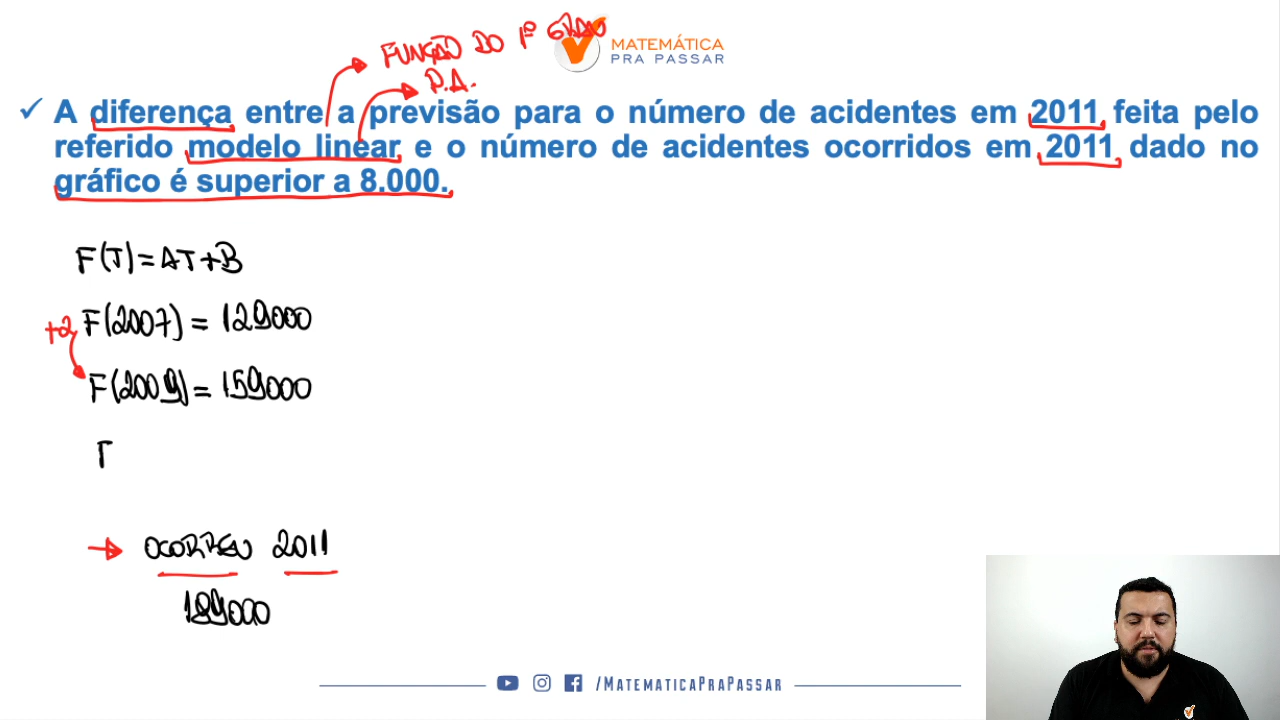 FUNÇÃO DO 1º GRAU
MATEMÁTICA
PRA PASSAR
P.A.
✓ A diferença entre a previsão para o número de acidentes em 2011 feita pelo
referido modelo linear e o número de acidentes ocorridos em 2011 dado no
gráfico é superior a 8.000.
F(T)=AT+B
+2 F(2007) = 129000
F(2009) = 159000
F
→ OCORREU 2011
189000
/MATEMATICAPRAPASSAR